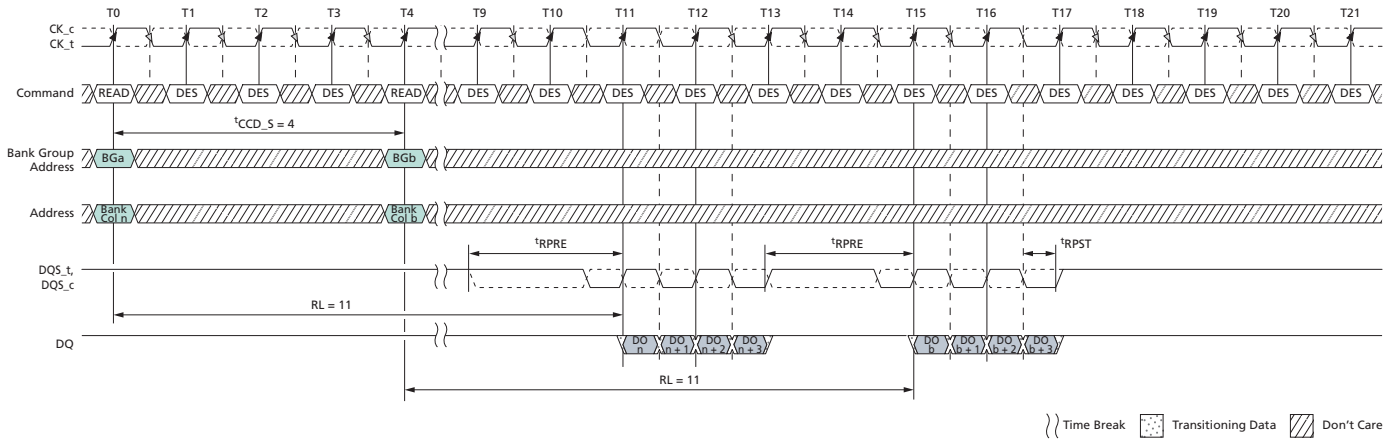 T0 T1 T2 T3 T4 T9 T10 T11 T12 T13 T14 T15 T16 T17 T18 T19 T20 T21
CK_c
CK_t
Command READ DES DES DES READ DES DES DES DES DES DES DES DES DES DES DES DES DES
tCCD_S = 4
Bank Group
Address
BGa BGb
Address
Bank
Col n
Bank
Col b
tRPRE tRPRE tRPST
DQS_t,
DQS_c
RL = 11
DQ
DO
n
DO
n + 1
DO
n + 2
DO
n + 3
DO
b
DO
b + 1
DO
b + 2
DO
b + 3
RL = 11
Time Break Transitioning Data Don't Care